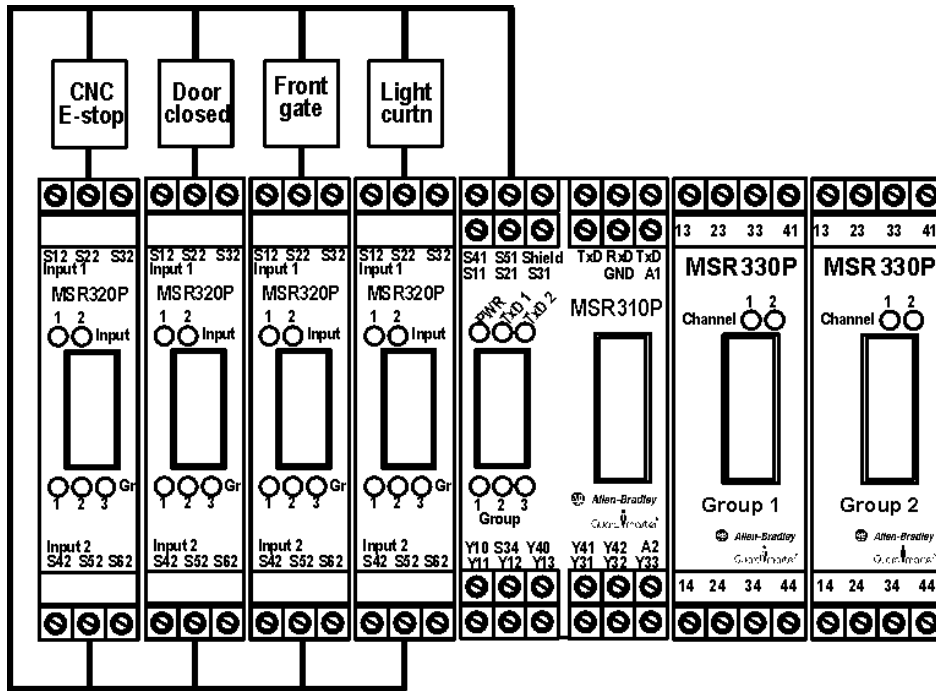 CNC
E-stop
Door
closed
Front
gate
Light
curtn
S12 S22 S32
Input 1
MSR320P
1 2
Input
Gr
1 2 3
Input 2
S42 S52 S62
S12 S22 S32
Input 1
MSR320P
1 2
Input
Gr
1 2 3
Input 2
S42 S52 S62
S12 S22 S32
Input 1
MSR320P
1 2
Input
Gr
1 2 3
Input 2
S42 S52 S62
S12 S22 S32
Input 1
MSR320P
1 2
Input
Gr
1 2 3
Input 2
S42 S52 S62
S41 S51 Shield
S11 S21 S31
PWR TxD 1 TxD 2
1 2 3
Group
Y10 S34 Y40
Y11 Y12 Y13
TxD RxD TxD
GND A1
MSR310P
Allen-Bradley
Guardmaster
Y41 Y42 A2
Y31 Y32 Y33
13 23 33 41
MSR330P
1 2
Channel
Group 1
Allen-Bradley
Guardmaster
14 24 34 44
13 23 33 41
MSR 330P
1 2
Channel
Group 2
Allen-Bradley
Guardmaster
14 24 34 44